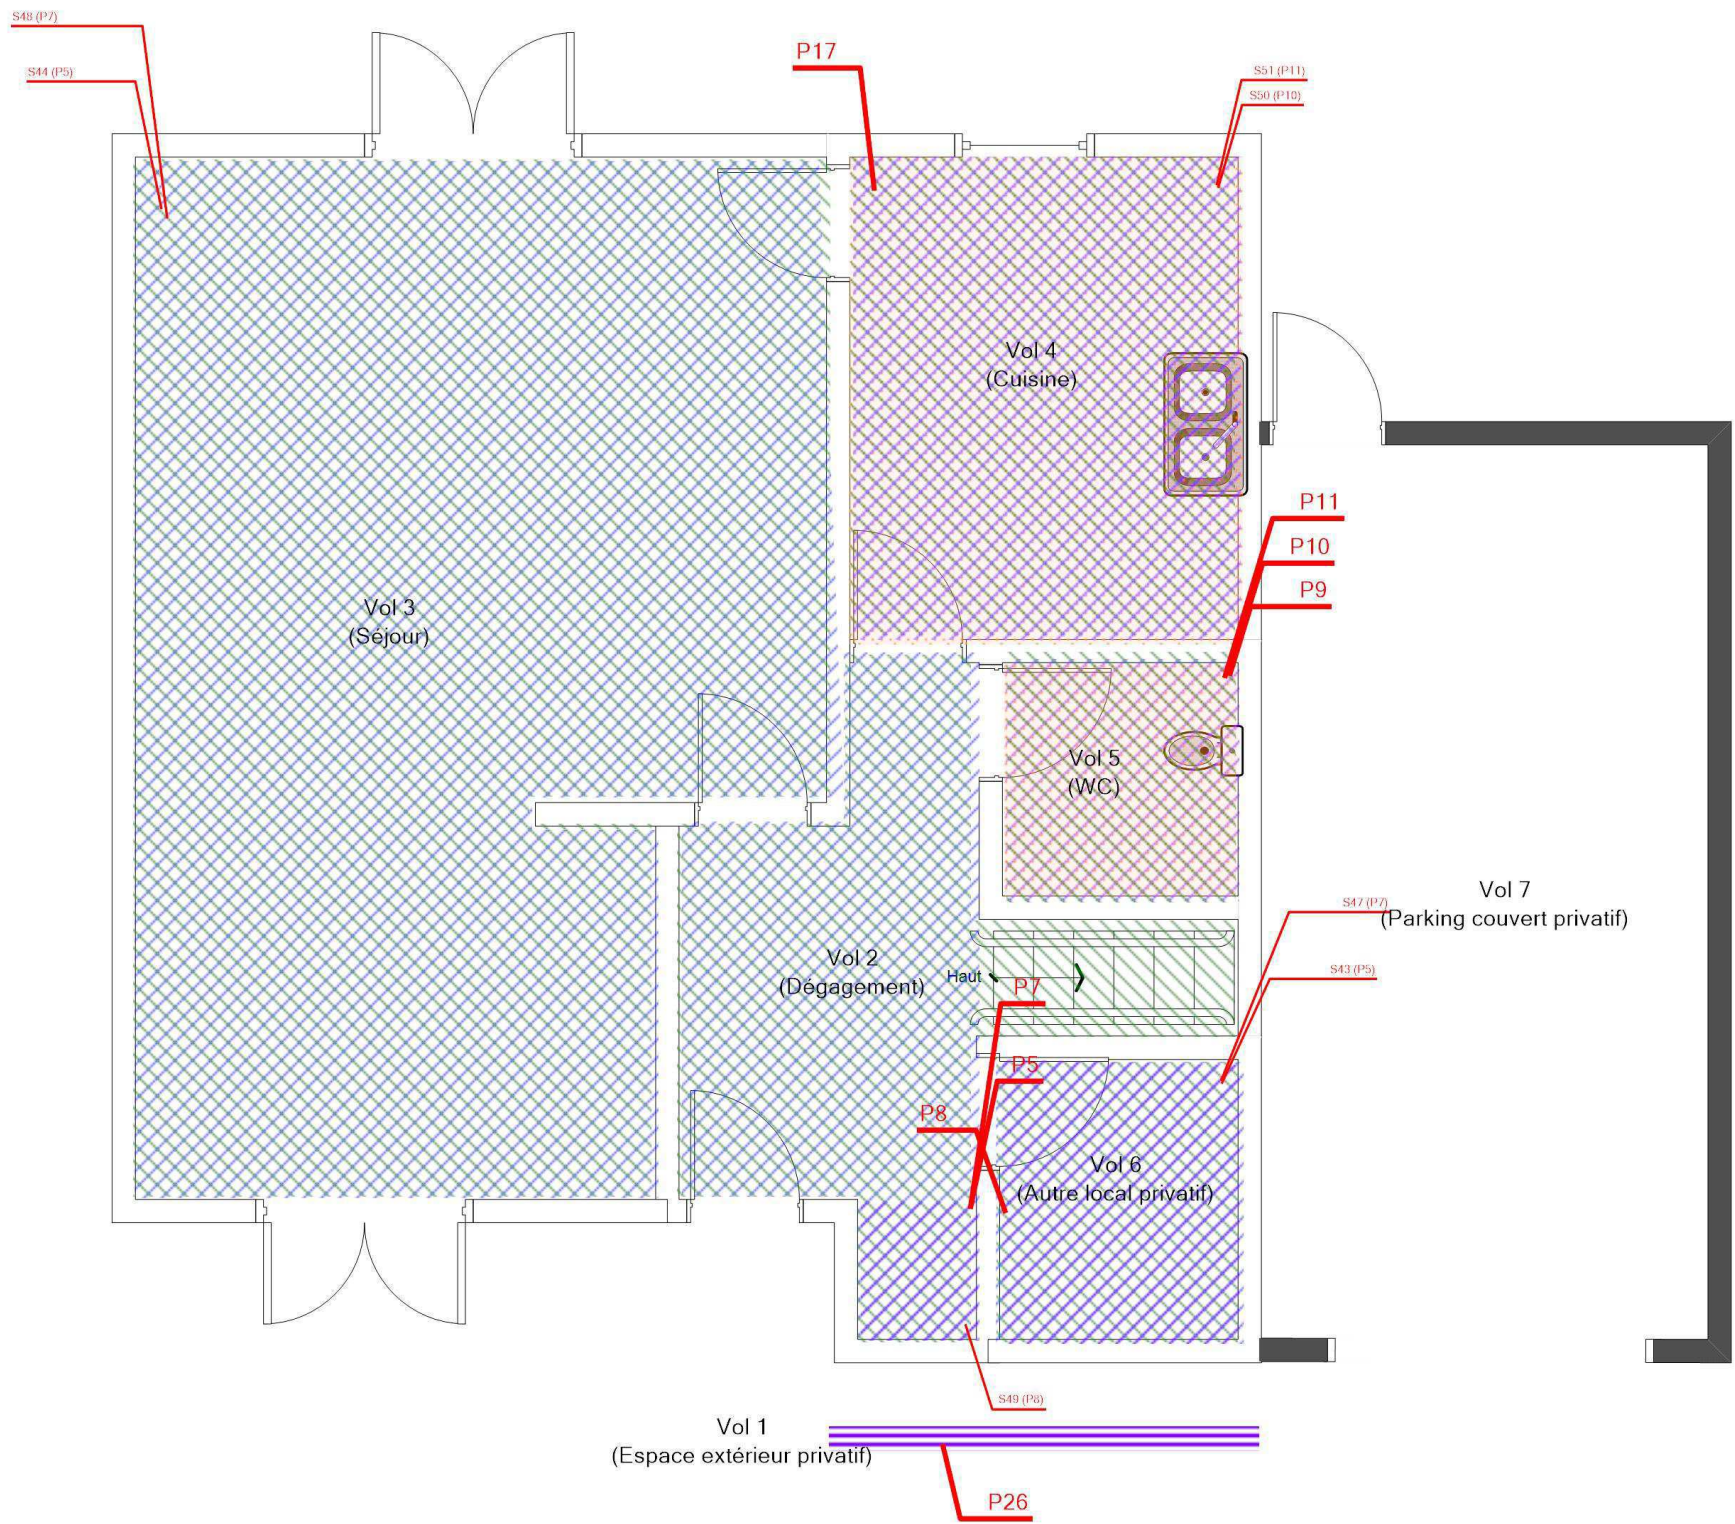 S48 (P7)
P17
S44 (P5)
S51 (P11)
S50 (P10)
Vol 4
(Cuisine)
P11
P10
P9
Vol 3
(Séjour)
Vol 5
(WC)
Vol 7
(Parking couvert privatif)
S47 (P7)
Vol 2
(Dégagement)
Haut
S43 (P5)
P7
P5
P8
Vol 6
(Autre local privatif)
S49 (P8)
Vol 1
(Espace extérieur privatif)
P26